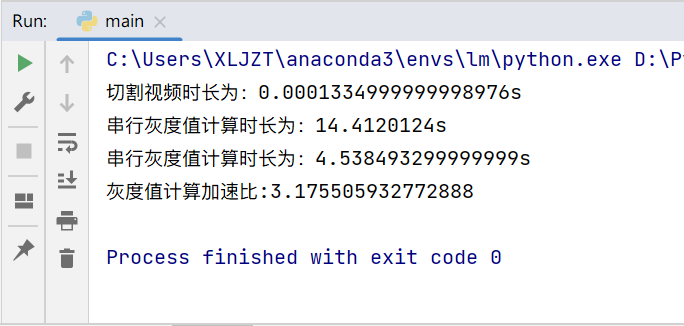 Run: main
C:\Users\XLJZT\anaconda3\envs\lm\python.exe D:\P
切割视频时长为：0.0001334999999998976s
串行灰度值计算时长为：14.4120124s
串行灰度值计算时长为：4.538493299999999s
灰度值计算加速比:3.175505932772888
Process finished with exit code 0